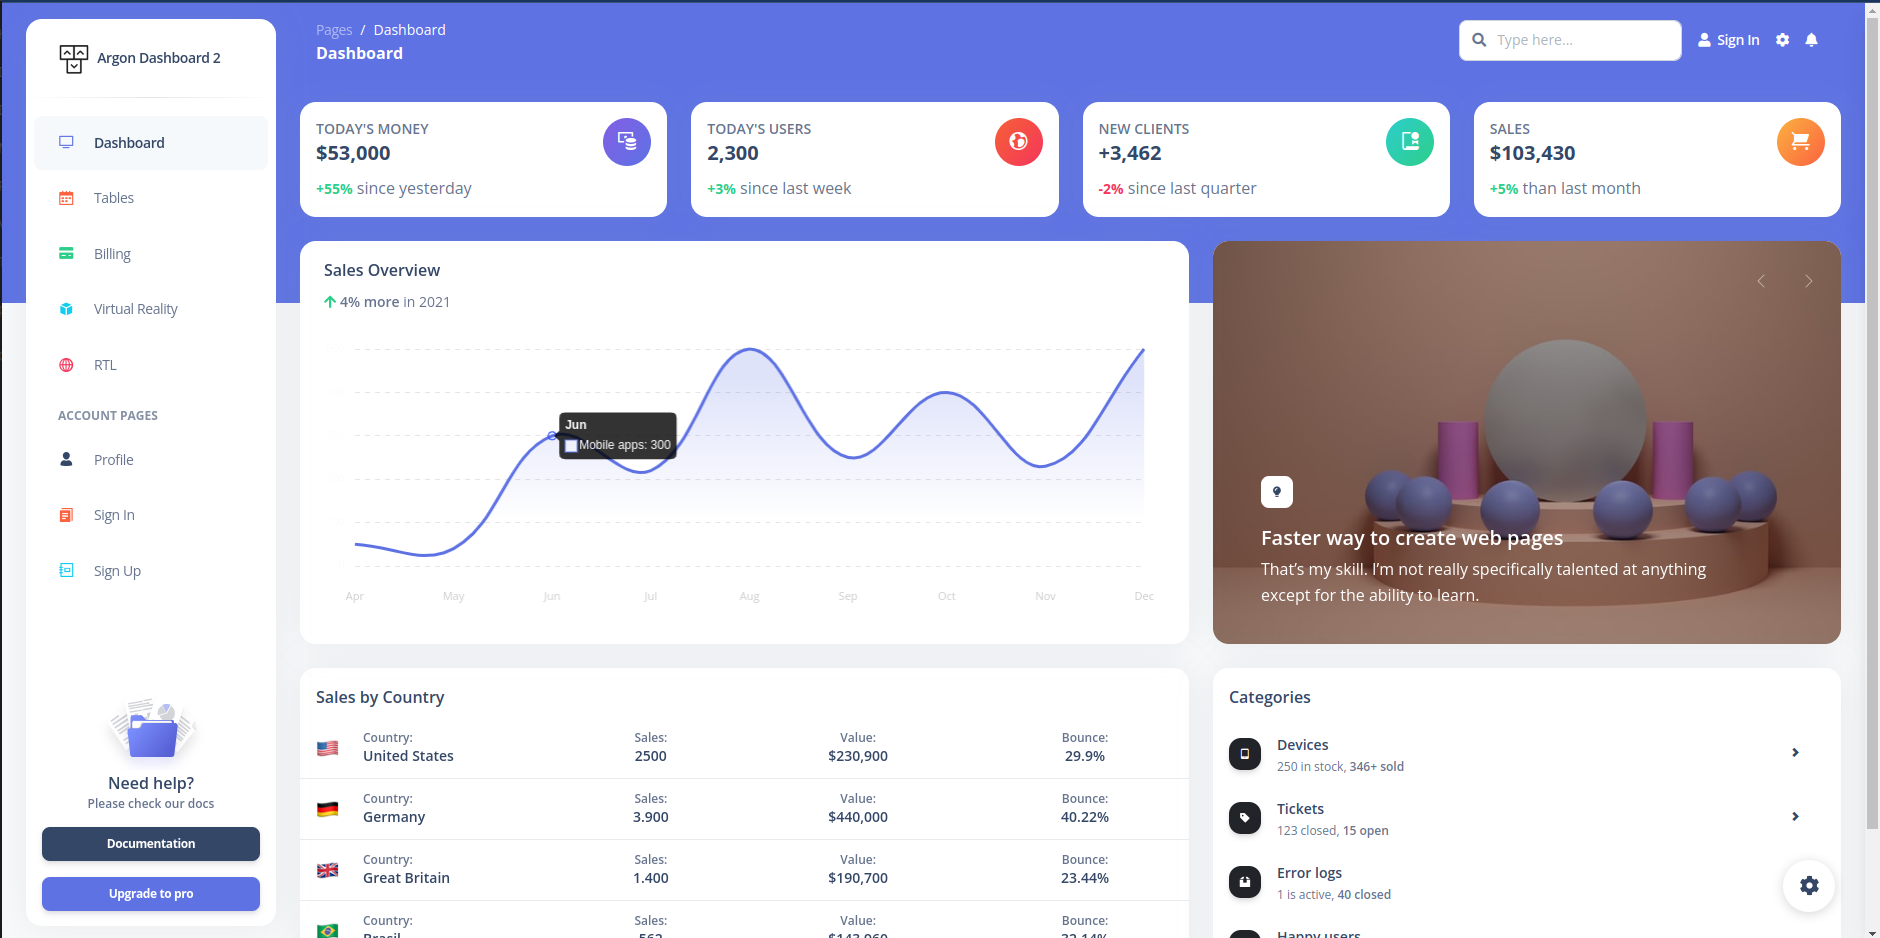 Argon Dashboard 2
Dashboard
Tables
Billing
Virtual Reality
RTL
ACCOUNT PAGES
Profile
Sign In
Sign Up
Need help?
Please check our docs
Documentation
Upgrade to pro
Pages / Dashboard
Dashboard
Type here...
Sign In
TODAY'S MONEY
$53,000
+55% since yesterday
TODAY'S USERS
2,300
+3% since last week
NEW CLIENTS
+3,462
-2% since last quarter
SALES
$103,430
+5% than last month
Sales Overview
4% more in 2021
Jun
Mobile apps: 300
Apr May Jun Jul Aug Sep Oct Nov Dec
Faster way to create web pages
That’s my skill. I’m not really specifically talented at anything
except for the ability to learn.
Sales by Country
Country: Sales: Value: Bounce:
United States 2500 $230,900 29.9%
Country: Sales: Value: Bounce:
Germany 3.900 $440,000 40.22%
Country: Sales: Value: Bounce:
Great Britain 1.400 $190,700 23.44%
Country: Sales: Value: Bounce:
Brasil 562 $143,960 32.14%
Categories
Devices
250 in stock, 346+ sold
Tickets
123 closed, 15 open
Error logs
1 is active, 40 closed
Happy users